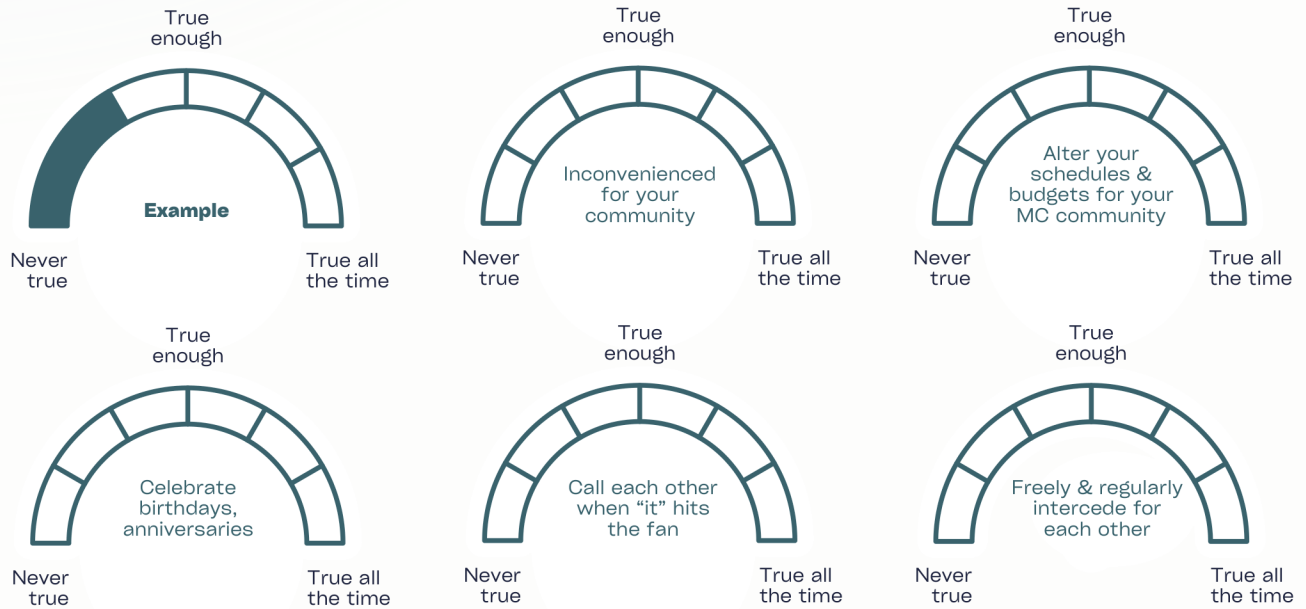 True
enough
Example
Never
true
True all
the time
True
enough
Inconvenienced
for your
community
Never
true
True all
the time
True
enough
Alter your
schedules &
budgets for your
MC community
Never
true
True all
the time
True
enough
Celebrate
birthdays,
anniversaries
Never
true
True all
the time
True
enough
Call each other
when “it” hits
the fan
Never
true
True all
the time
True
enough
Freely & regularly
intercede for
each other
Never
true
True all
the time